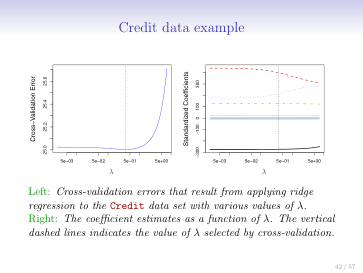 Credit data example
Cross−Validation Error
25.0 25.2 25.4 25.6
5e−03 5e−02 5e−01 5e+00
λ
Standardized Coefficients
−300 −100 0 100 300
5e−03 5e−02 5e−01 5e+00
λ
Left: Cross-validation errors that result from applying ridge
regression to the Credit data set with various values of λ.
Right: The coefficient estimates as a function of λ. The vertical
dashed lines indicates the value of λ selected by cross-validation.
42 / 57